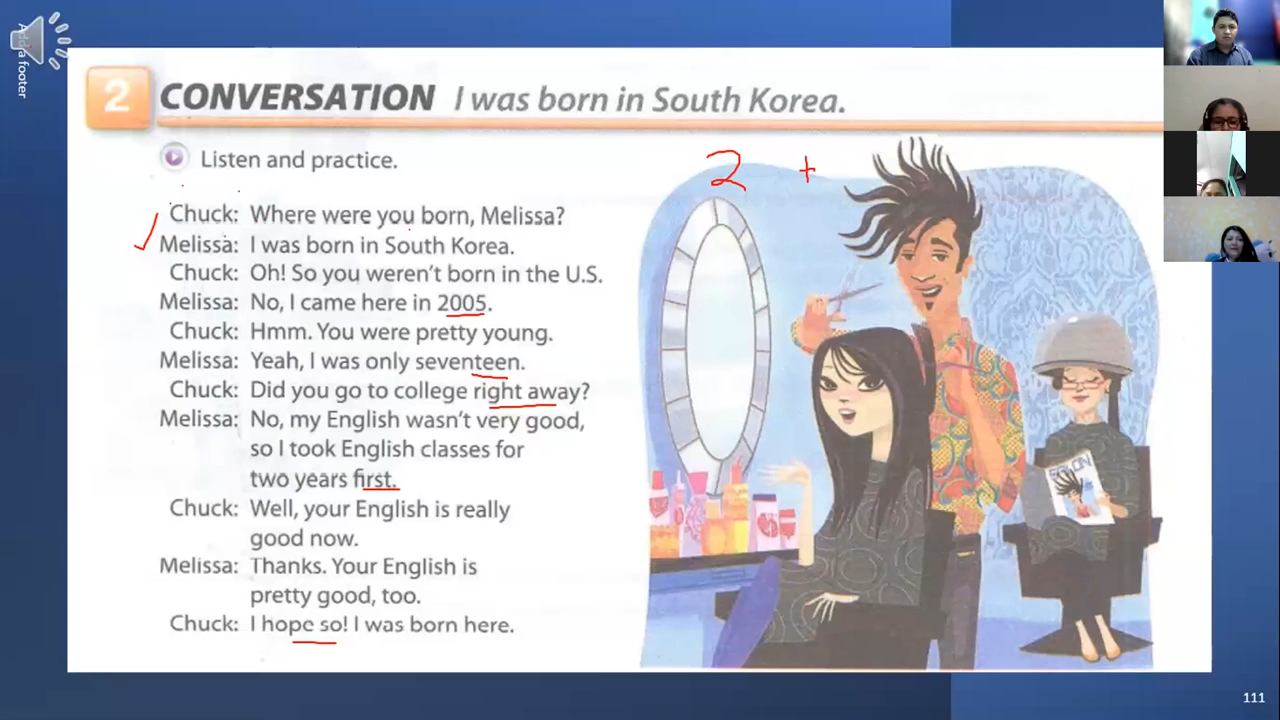 Add a footer
2 CONVERSATION I was born in South Korea.
Listen and practice.
2 +
Chuck: Where were you born, Melissa?
Melissa: I was born in South Korea.
Chuck: Oh! So you weren't born in the U.S.
Melissa: No, I came here in 2005.
Chuck: Hmm. You were pretty young.
Melissa: Yeah, I was only seventeen.
Chuck: Did you go to college right away?
Melissa: No, my English wasn't very good,
so I took English classes for
two years first.
Chuck: Well, your English is really
good now.
Melissa: Thanks. Your English is
pretty good, too.
Chuck: I hope so! I was born here.
SALON
111